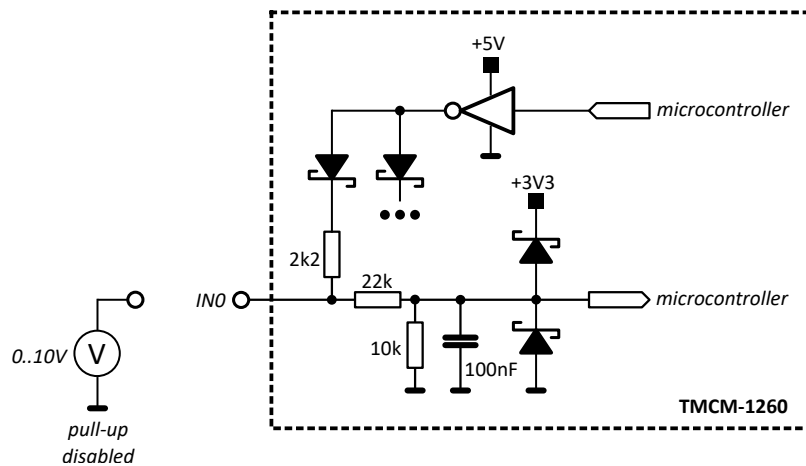 +5V
microcontroller
+3V3
2k2
22k
IN0
microcontroller
0..10V
V
10k
100nF
TMCM-1260
pull-up
disabled